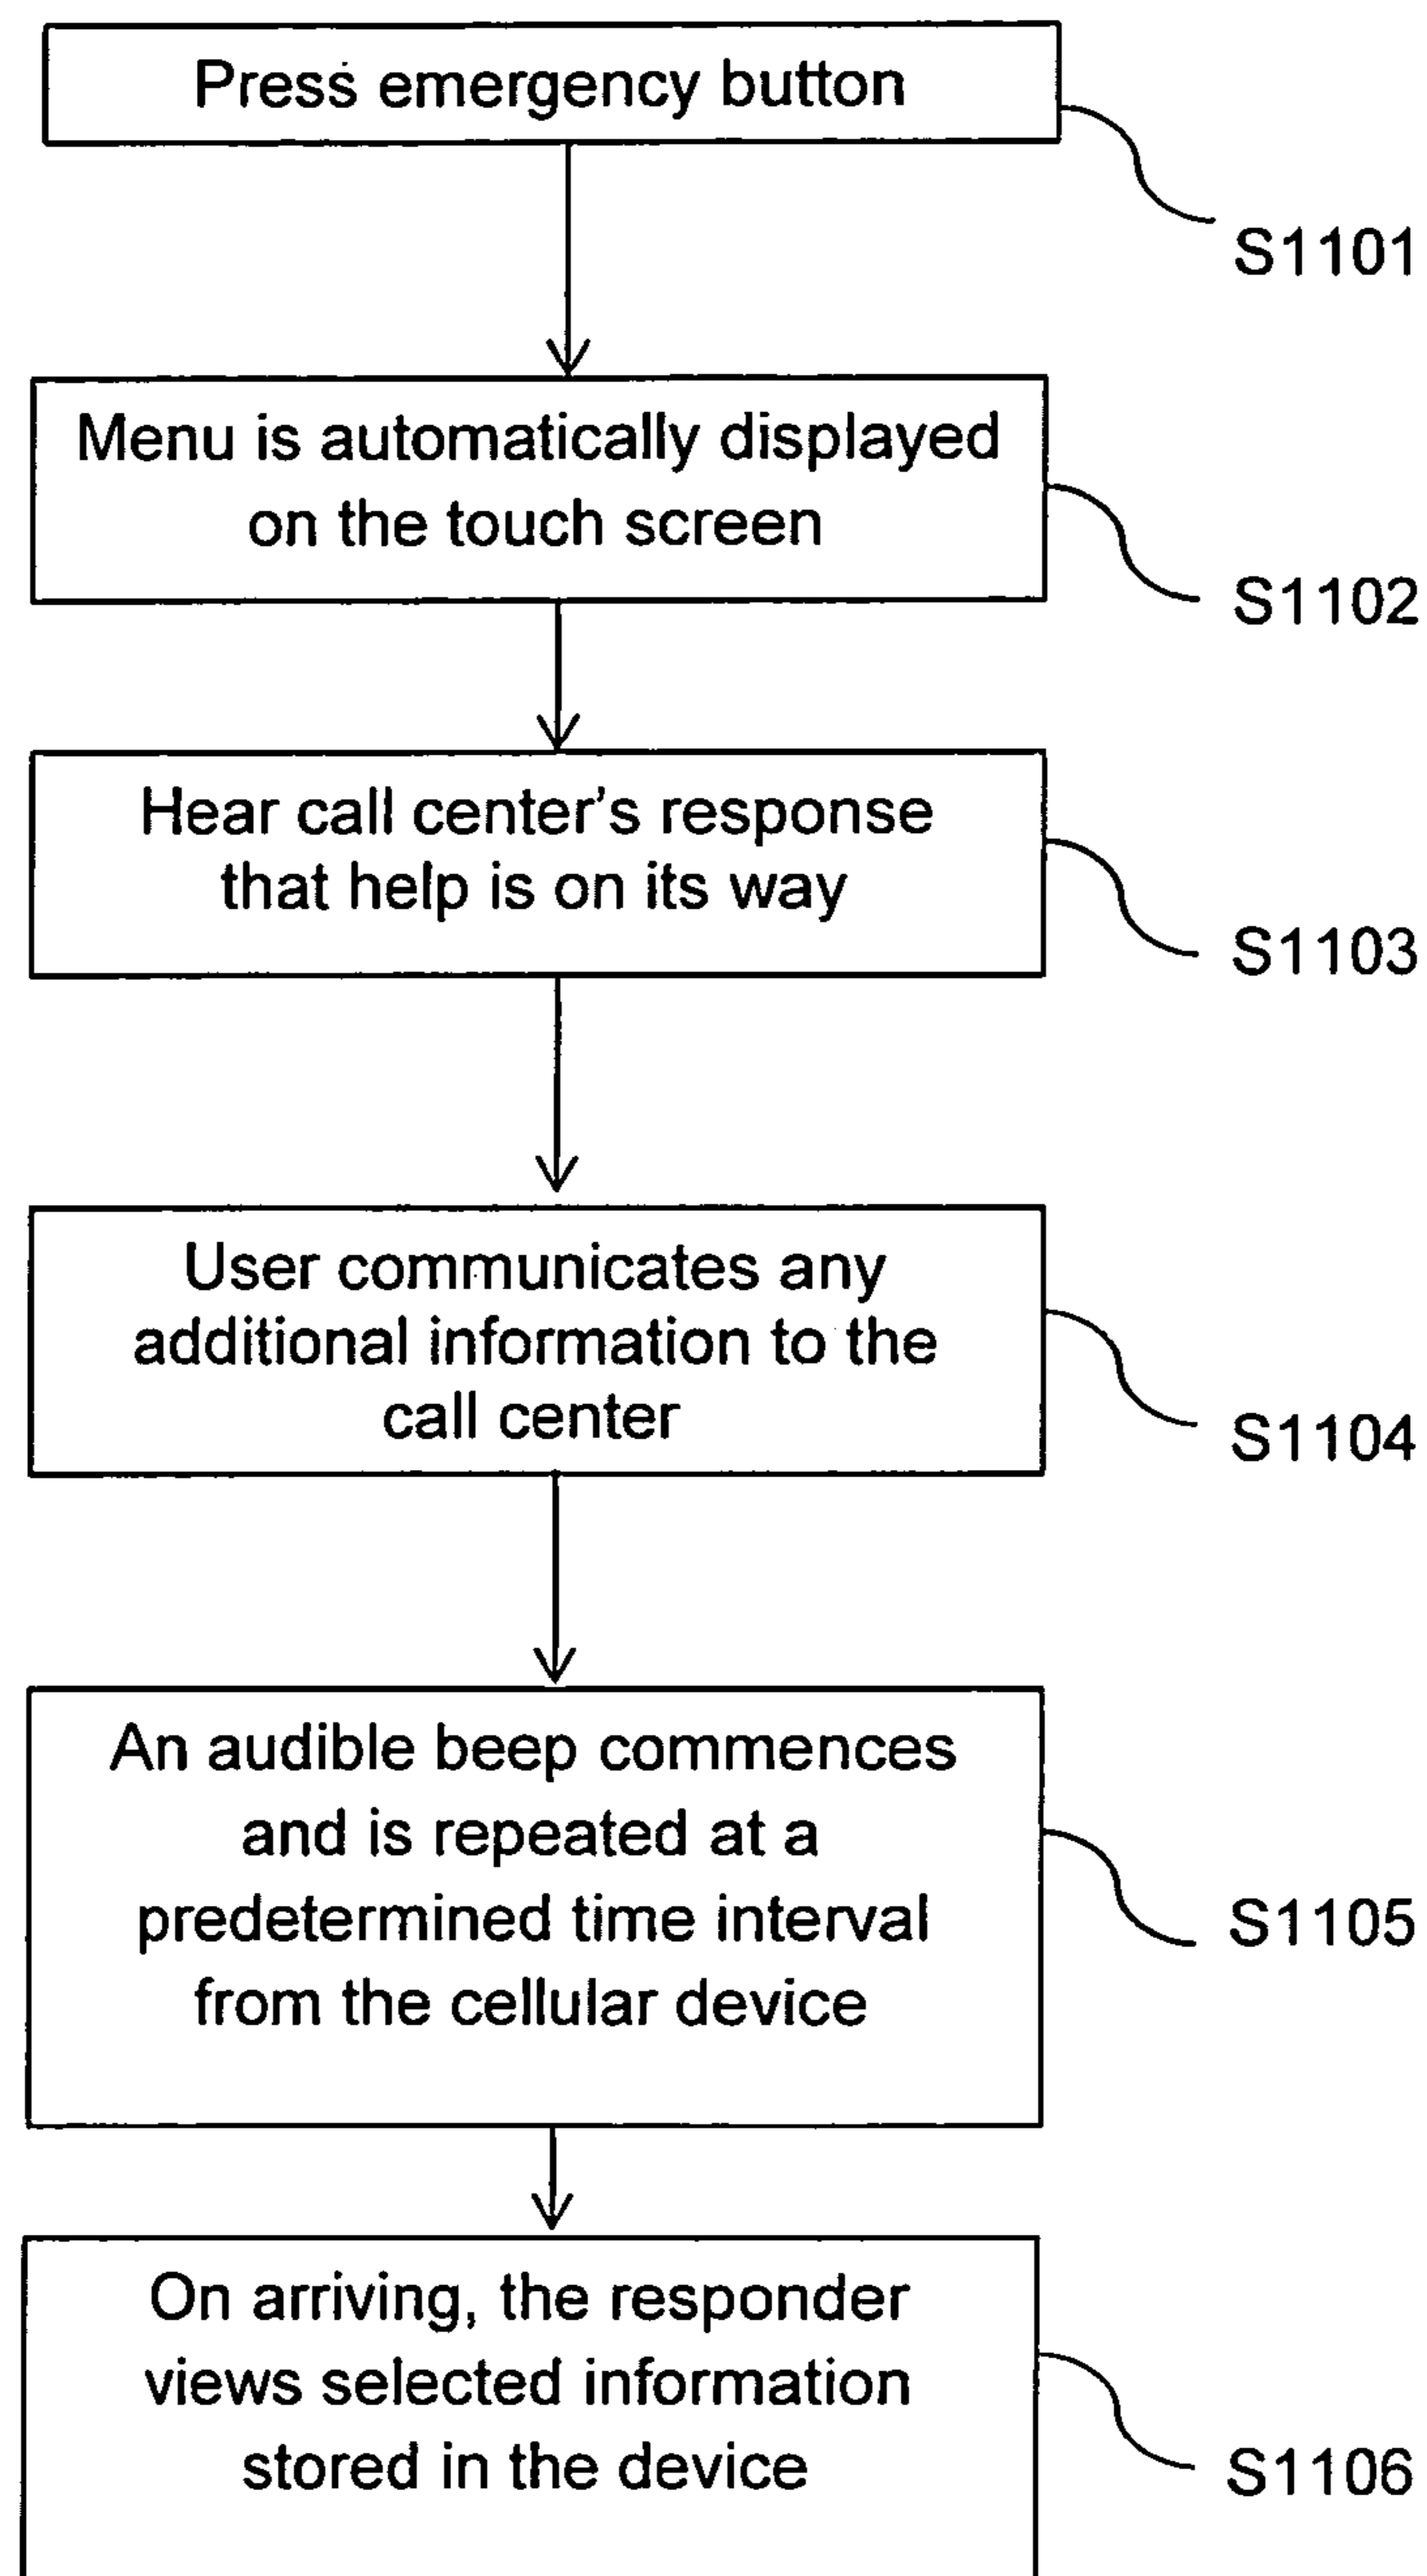 Press emergency button
S1101
Menu is automatically displayed
on the touch screen
S1102
Hear call center's response
that help is on its way
S1103
User communicates any
additional information to the
call center
S1104
An audible beep commences
and is repeated at a
predetermined time interval
from the cellular device
S1105
On arriving, the responder
views selected information
stored in the device
S1106